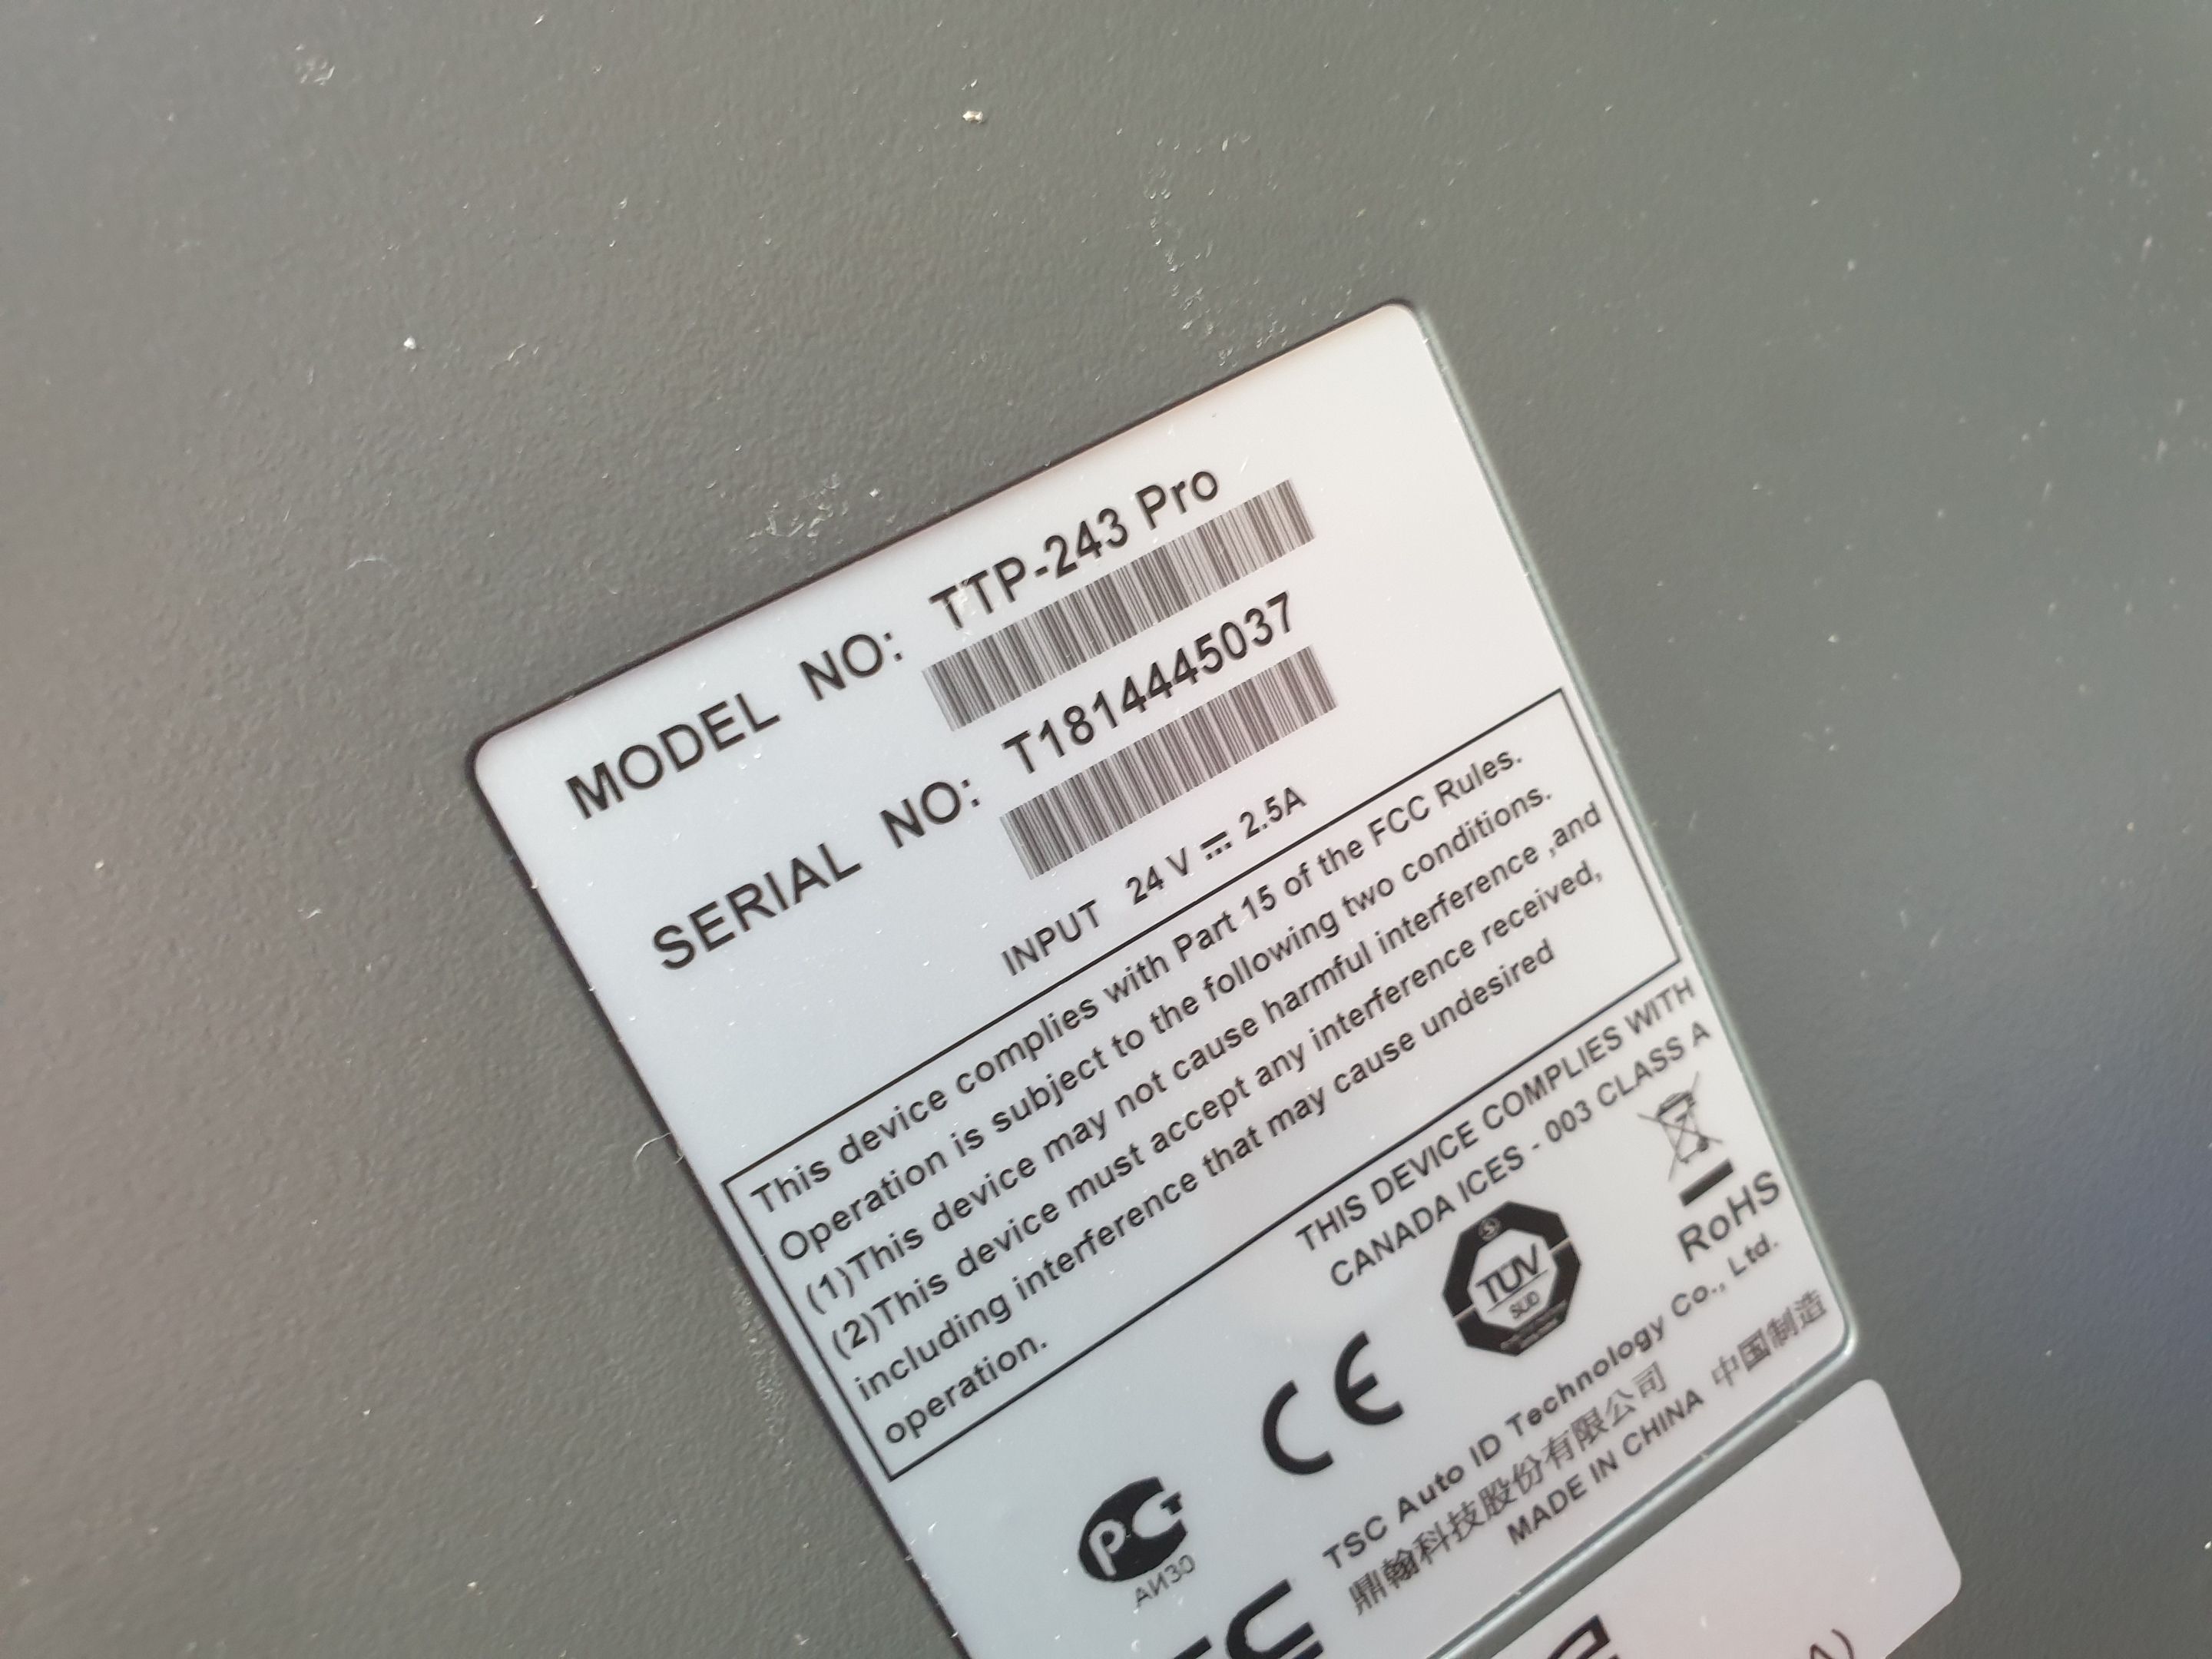 MODEL NO: TTP-243 Pro
SERIAL NO: T1814445037
INPUT 24 V ⎓ 2.5A
This device complies with Part 15 of the FCC Rules.
Operation is subject to the following two conditions.
(1)This device may not cause harmful interference ,and
(2)This device must accept any interference received,
including interference that may cause undesired
operation.
THIS DEVICE COMPLIES WITH
CANADA ICES - 003 CLASS A
TÜV
SÜD
RoHS
CE
РСТ
АИ30
TSC Auto ID Technology Co., Ltd.
鼎翰科技股份有限公司
MADE IN CHINA 中国制造
A)